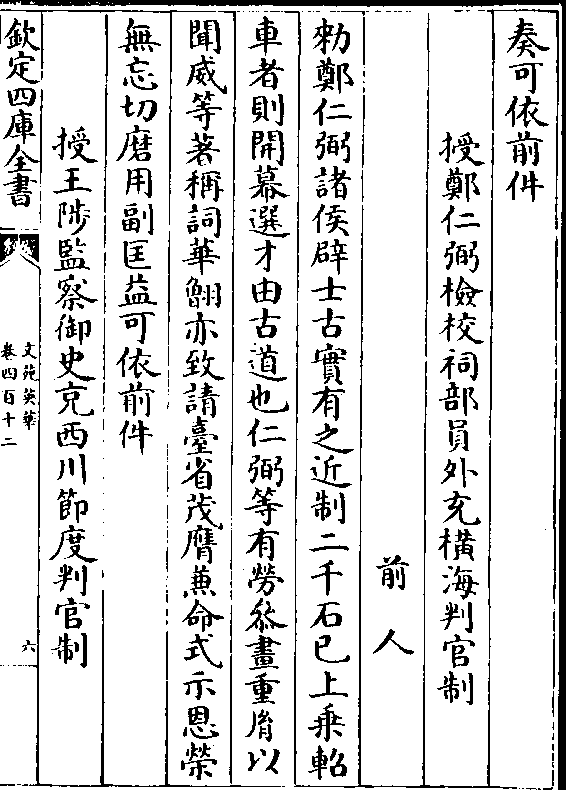 奏可依前件
授鄭仁弼檢校祠部員外充橫海判官制
前人
勑鄭仁弼諸侯辟士古實有之近制二千石已上乗軺
車者則開幕選才由古道也仁弼等有勞叅畫重胤以
聞威等著稱詞華翺亦致請臺省茂膺兼命式示恩榮
無忘切磨用副匡益可依前件
授王陟監察御史充西川節度判官制
欽定四庫全書
文苑英華
卷四百十二
六